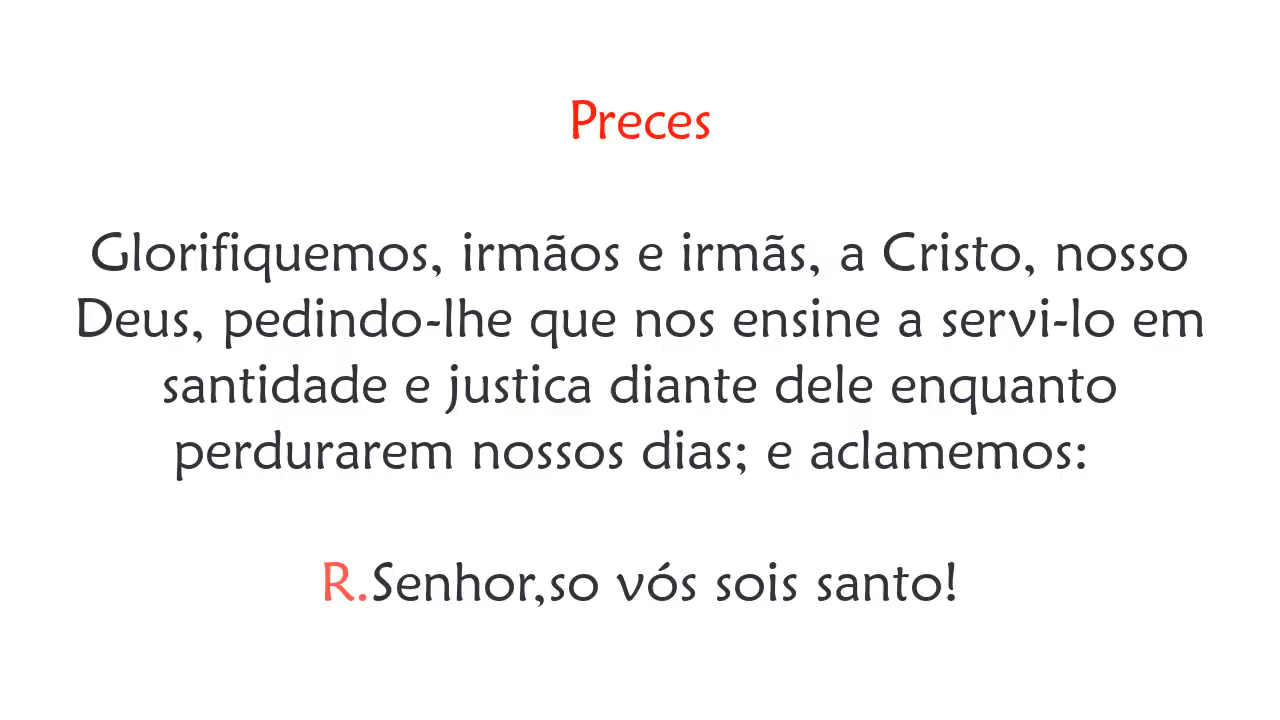 Preces
Glorifiquemos, irmãos e irmãs, a Cristo, nosso
Deus, pedindo-lhe que nos ensine a servi-lo em
santidade e justica diante dele enquanto
perdurarem nossos dias; e aclamemos:
R.Senhor,so vós sois santo!